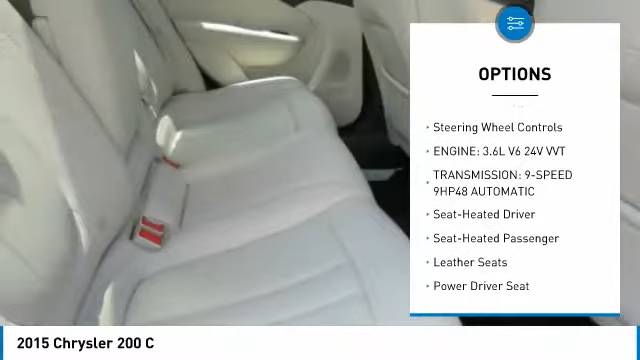 OPTIONS
Steering Wheel Controls
ENGINE: 3.6L V6 24V VVT
TRANSMISSION: 9-SPEED
9HP48 AUTOMATIC
Seat-Heated Driver
Seat-Heated Passenger
Leather Seats
Power Driver Seat
2015 Chrysler 200 C